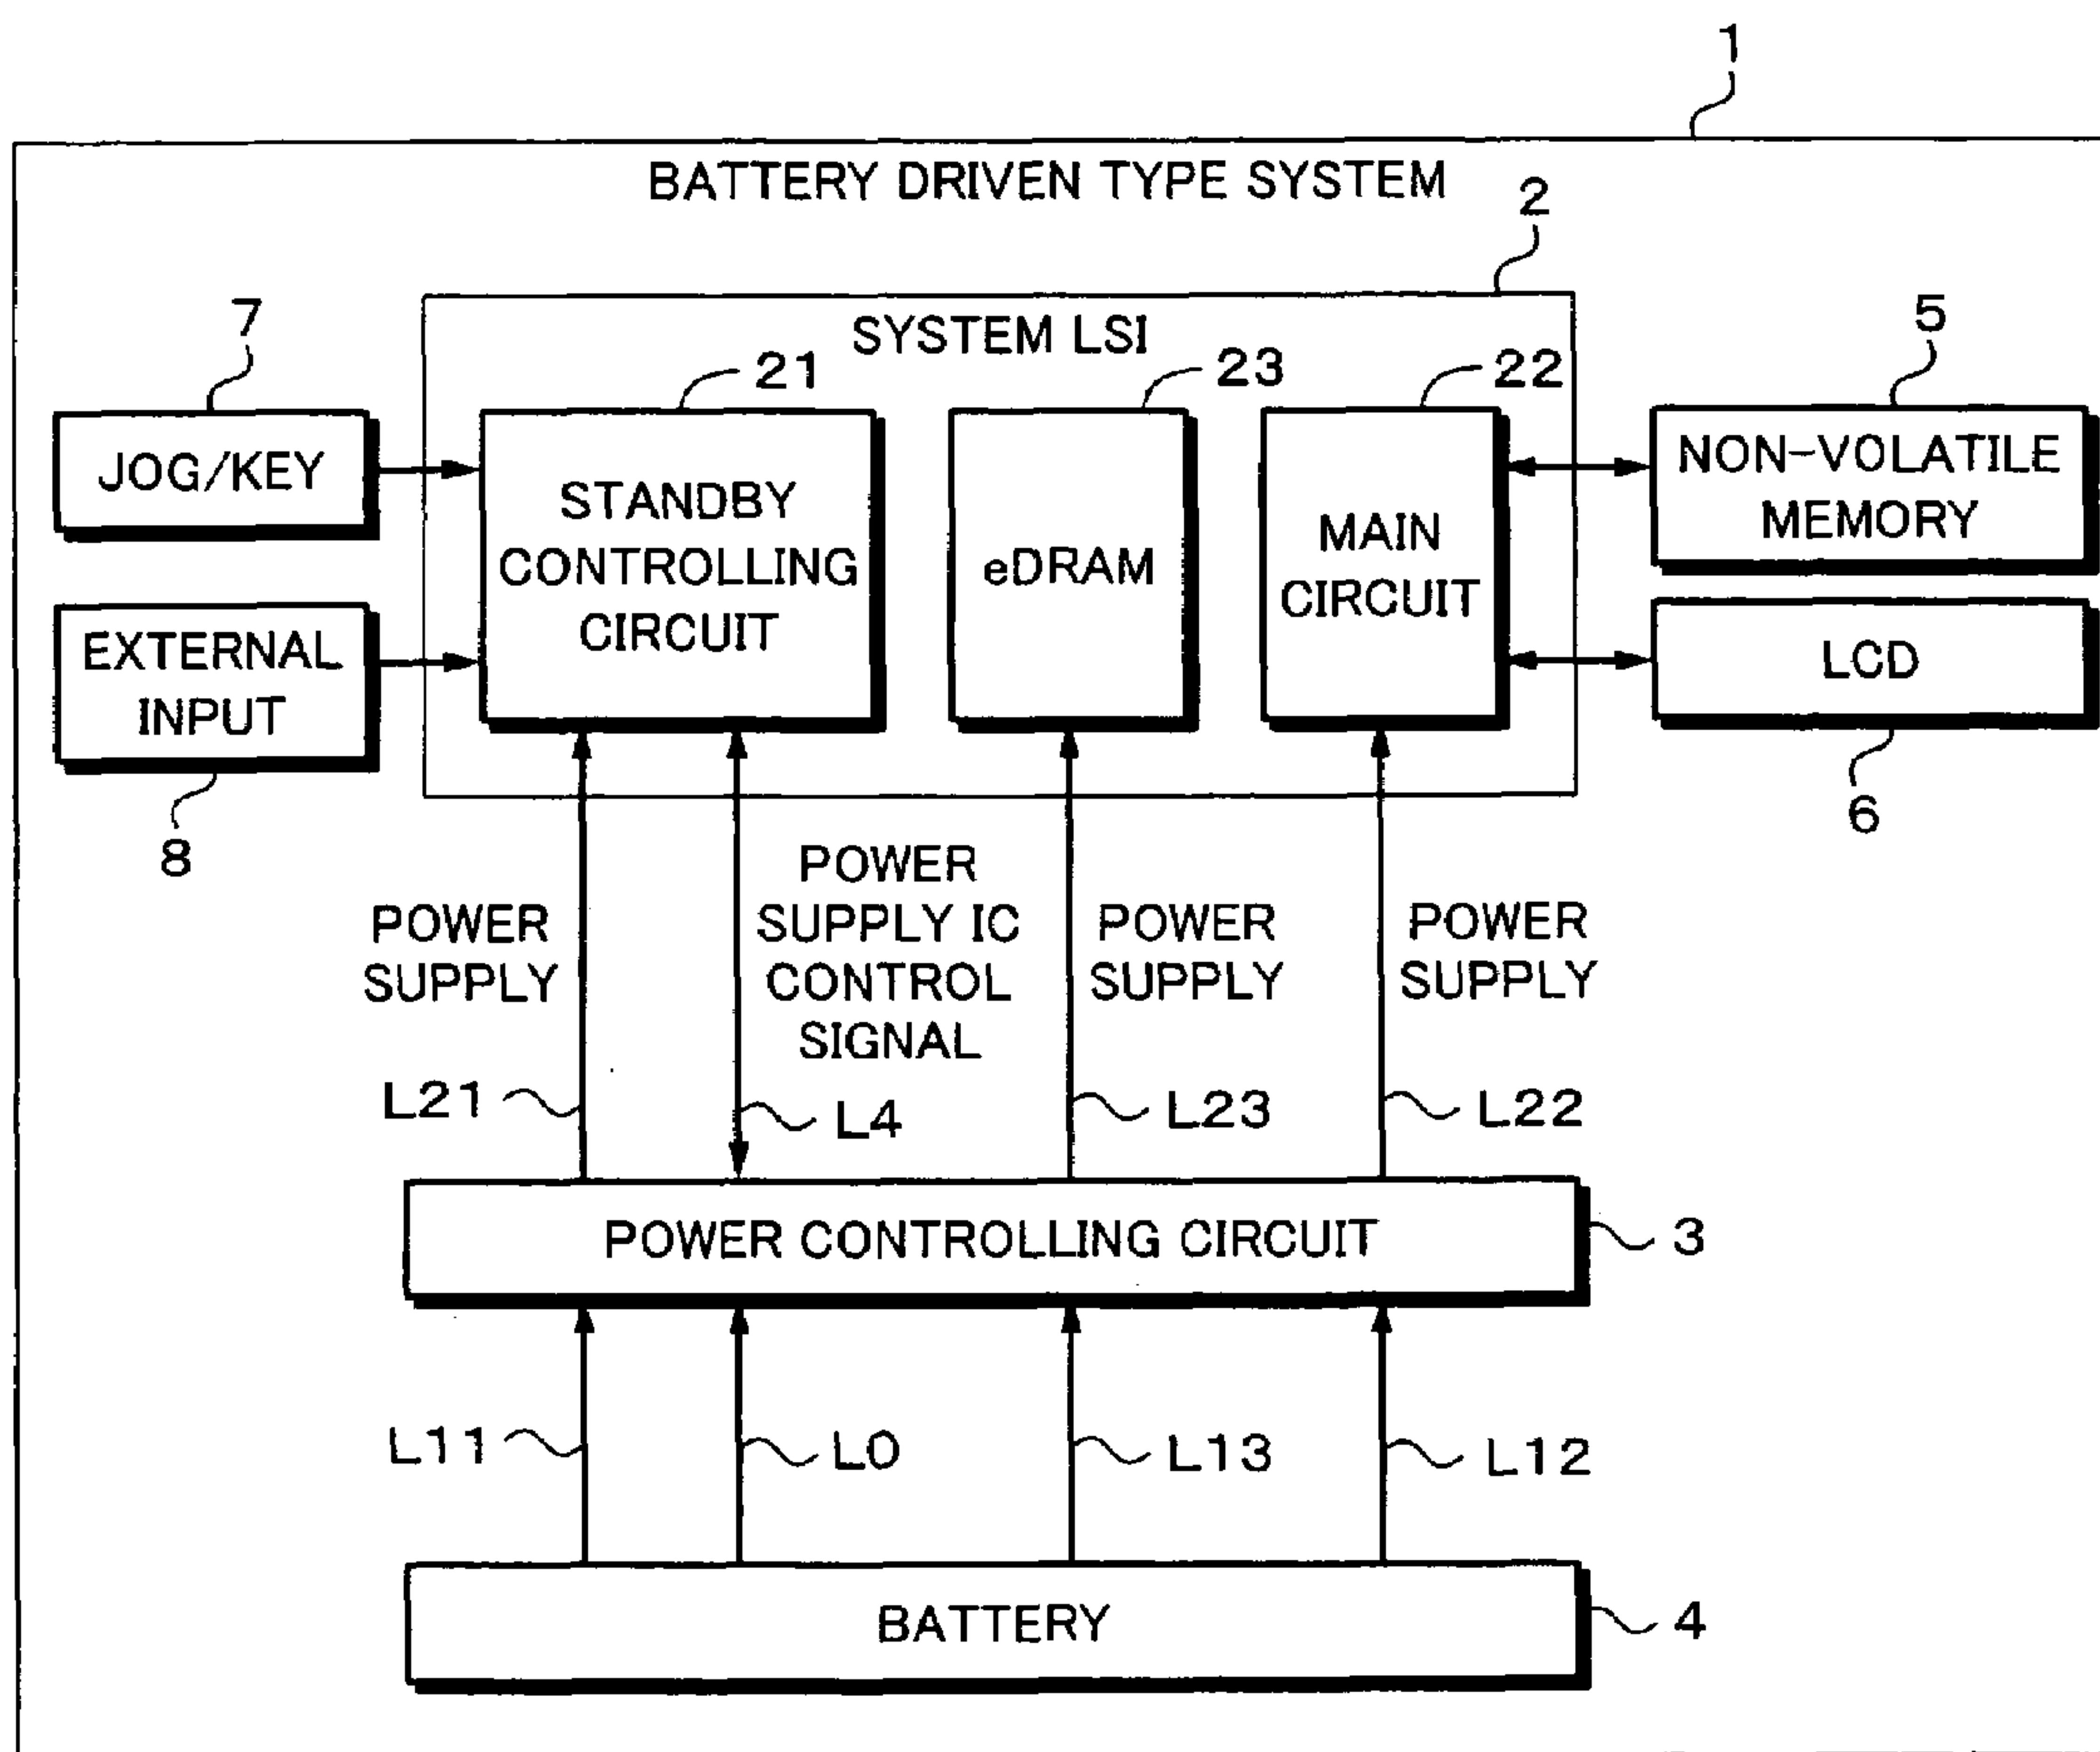 1
BATTERY DRIVEN TYPE SYSTEM
2
7
SYSTEM LSI
5
21
23
22
JOG/KEY
STANDBY
CONTROLLING
CIRCUIT
eDRAM
MAIN
CIRCUIT
NON-VOLATILE
MEMORY
EXTERNAL
INPUT
LCD
8
6
POWER
SUPPLY
POWER
SUPPLY IC
CONTROL
SIGNAL
POWER
SUPPLY
POWER
SUPPLY
L21
L4
L23
L22
POWER CONTROLLING CIRCUIT
3
L11
L0
L13
L12
BATTERY
4